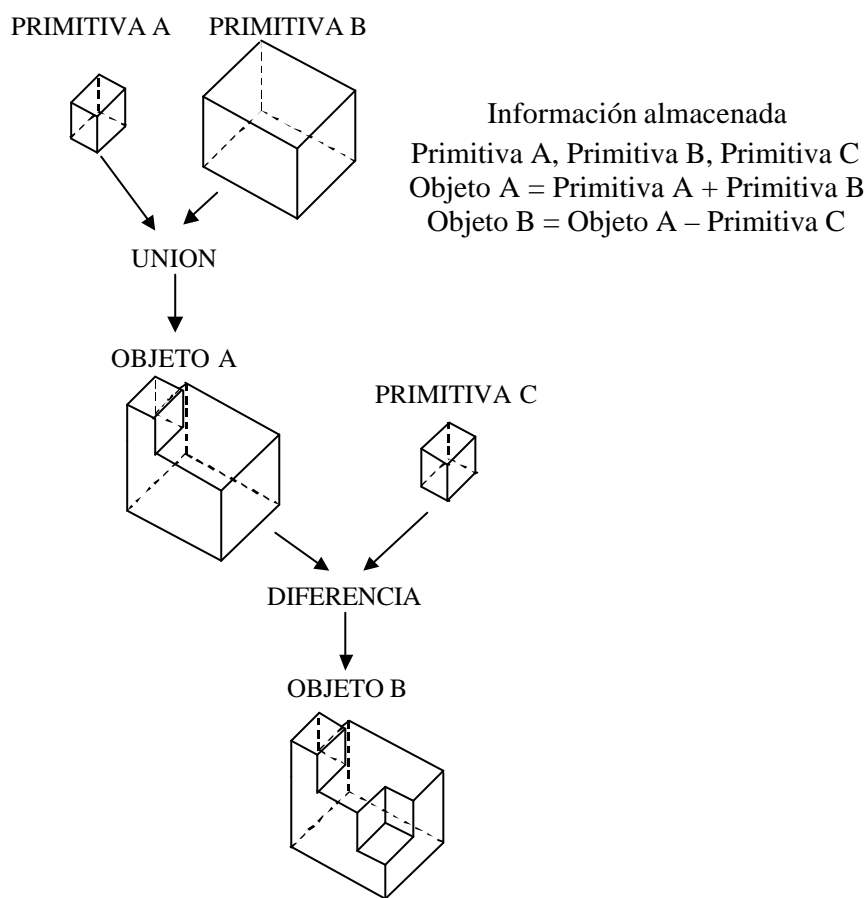 PRIMITIVA A
PRIMITIVA B
Información almacenada
Primitiva A, Primitiva B, Primitiva C
Objeto A = Primitiva A + Primitiva B
Objeto B = Objeto A – Primitiva C
UNION
OBJETO A
PRIMITIVA C
DIFERENCIA
OBJETO B